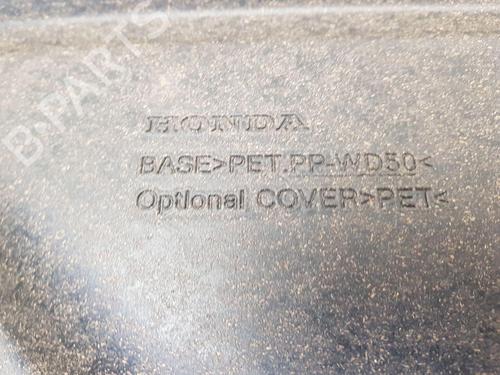 B-PARTS
HONDA
BASE>PET.PP-WD50<
Optional COVER>PET<